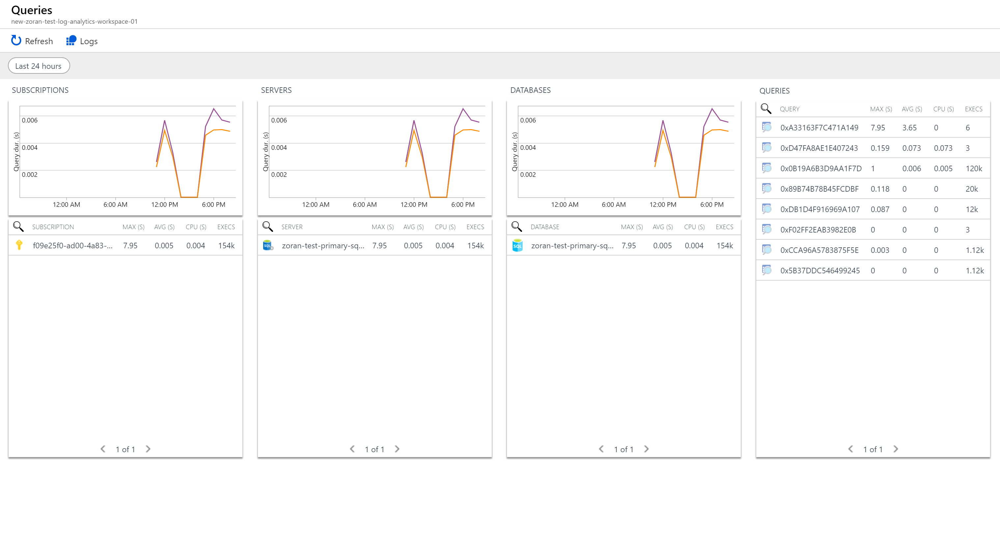 Queries
new-zoran-test-log-analytics-workspace-01
Refresh
Logs
Last 24 hours
SUBSCRIPTIONS
Query dur. (s)
0.006
0.004
0.002
12:00 AM 6:00 AM 12:00 PM 6:00 PM
SUBSCRIPTION MAX (S) AVG (S) CPU (S) EXECS
f09e25f0-ad00-4a83-... 7.95 0.005 0.004 154k
1 of 1
SERVERS
Query dur. (s)
0.006
0.004
0.002
12:00 AM 6:00 AM 12:00 PM 6:00 PM
SERVER MAX (S) AVG (S) CPU (S) EXECS
SQL
zoran-test-primary-sq... 7.95 0.005 0.004 154k
1 of 1
DATABASES
Query dur. (s)
0.006
0.004
0.002
12:00 AM 6:00 AM 12:00 PM 6:00 PM
DATABASE MAX (S) AVG (S) CPU (S) EXECS
SQL
zoran-test-primary-sq... 7.95 0.005 0.004 154k
1 of 1
QUERIES
QUERY MAX (S) AVG (S) CPU (S) EXECS
0xA33163F7C471A149 7.95 3.65 0 6
0xD47FA8AE1E407243 0.159 0.073 0.073 3
0x0B19A6B3D9AA1F7D 1 0.006 0.005 120k
0x89B74B78B45FCDBF 0.118 0 0 20k
0xDB1D4F916969A107 0.087 0 0 12k
0xF02FF2EAB3982E0B 0 0 0 3
0xCCA96A5783875F5E 0.003 0 0 1.12k
0x5B37DDC546499245 0 0 0 1.12k
1 of 1